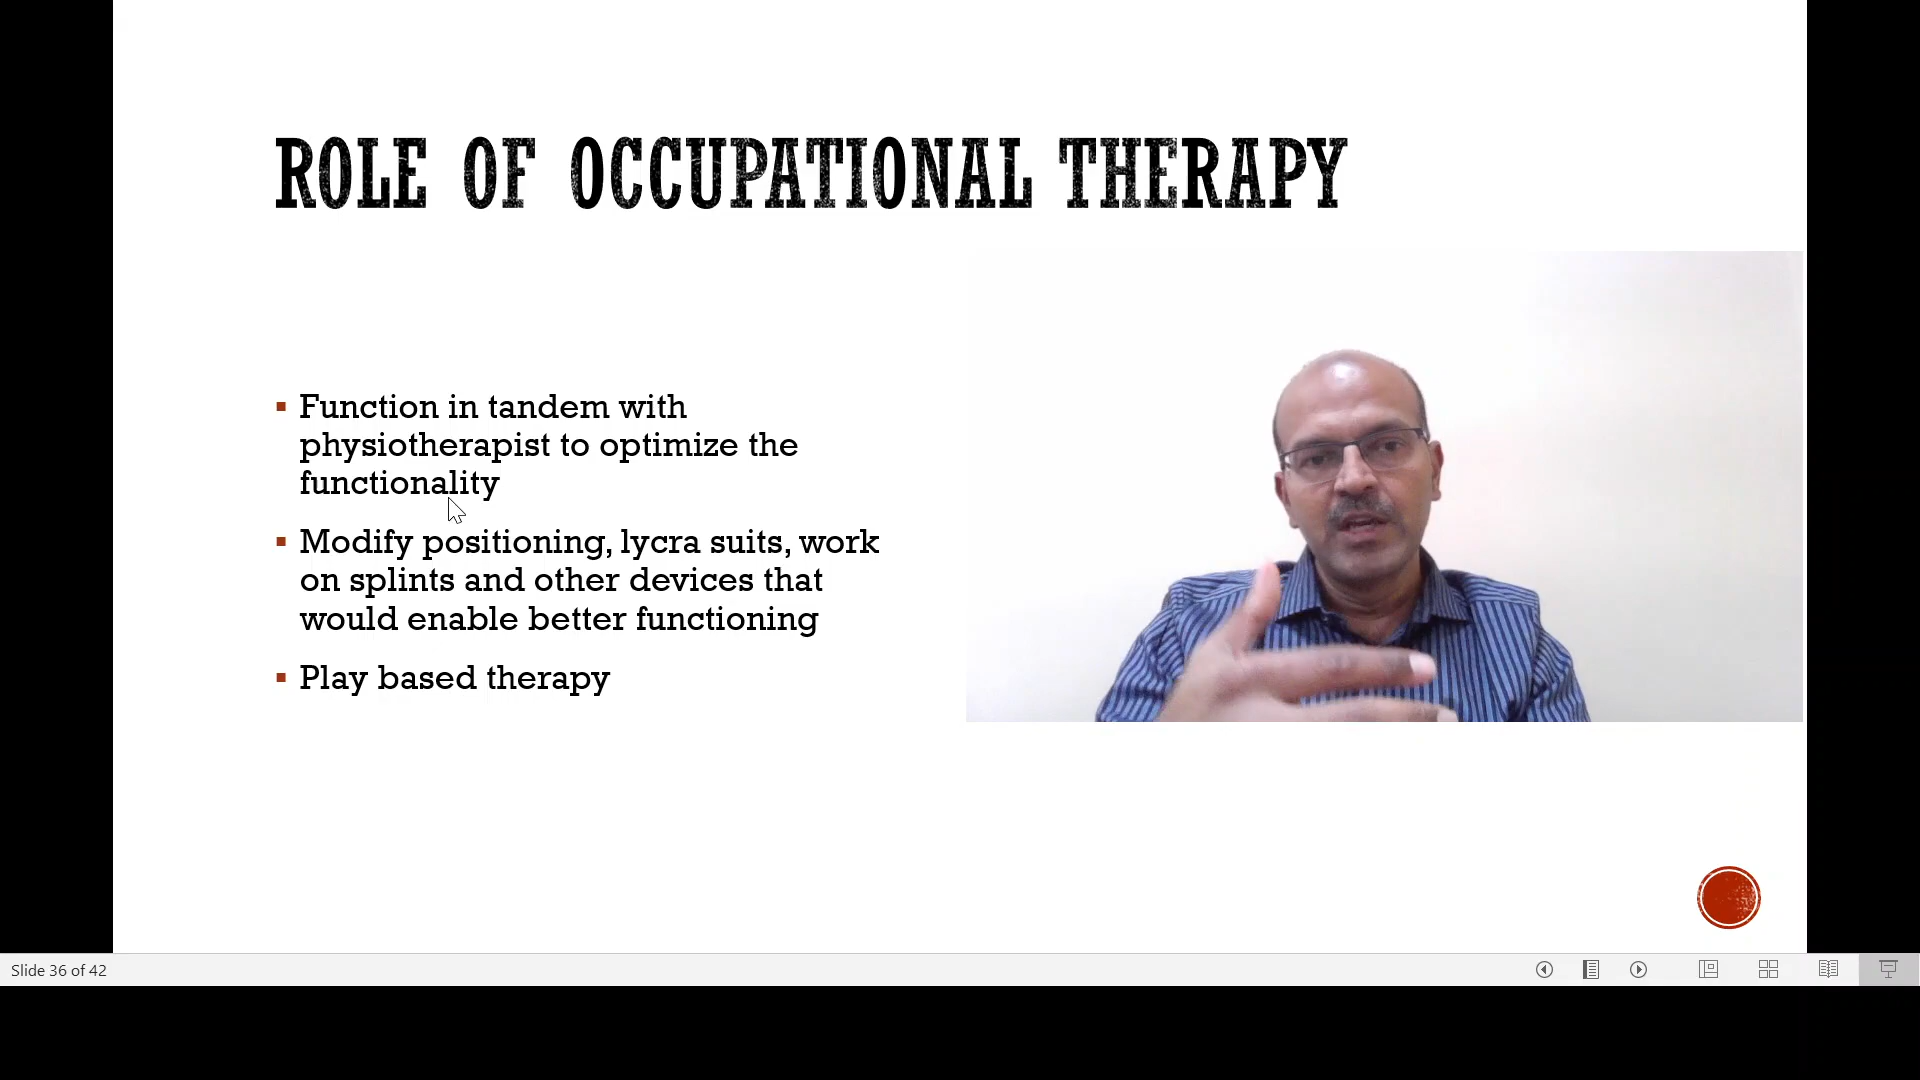 ROLE OF OCCUPATIONAL THERAPY
▪ Function in tandem with
physiotherapist to optimize the
functionality
▪ Modify positioning, lycra suits, work
on splints and other devices that
would enable better functioning
▪ Play based therapy
Slide 36 of 42